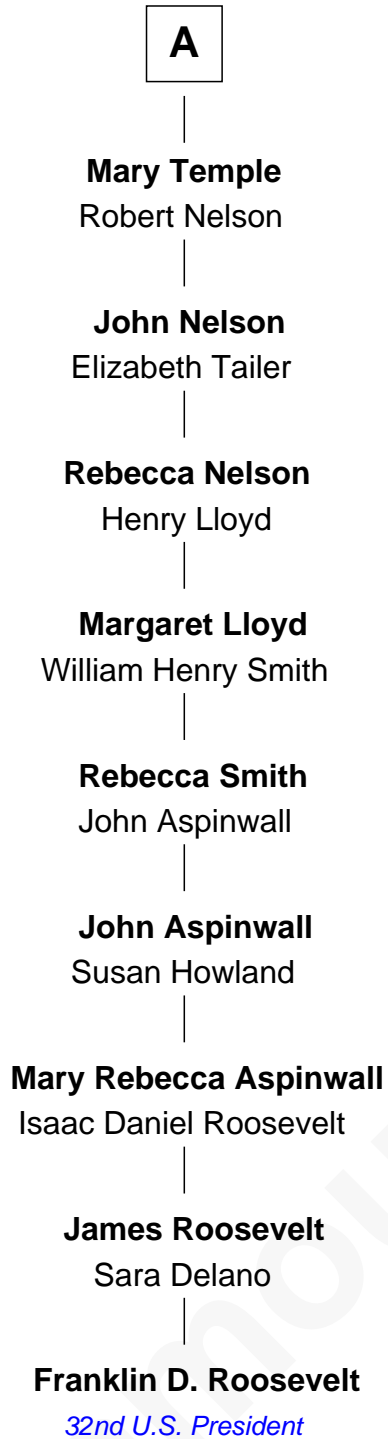 A
Mary Temple
Robert Nelson
John Nelson
Elizabeth Tailer
Rebecca Nelson
Henry Lloyd
Margaret Lloyd
William Henry Smith
Rebecca Smith
John Aspinwall
John Aspinwall
Susan Howland
Mary Rebecca Aspinwall
Isaac Daniel Roosevelt
James Roosevelt
Sara Delano
Franklin D. Roosevelt
32nd U.S. President